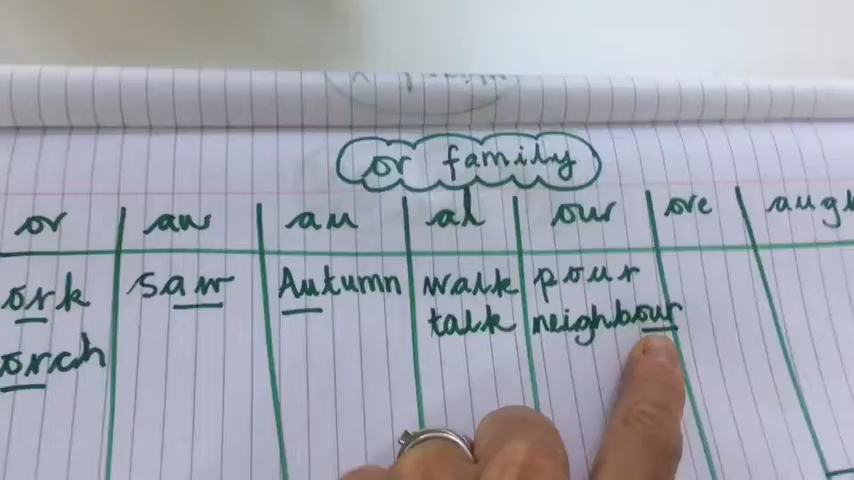 or family
or aw au al our ore augh
ork saw Autumn walk pour
orch talk neighbour